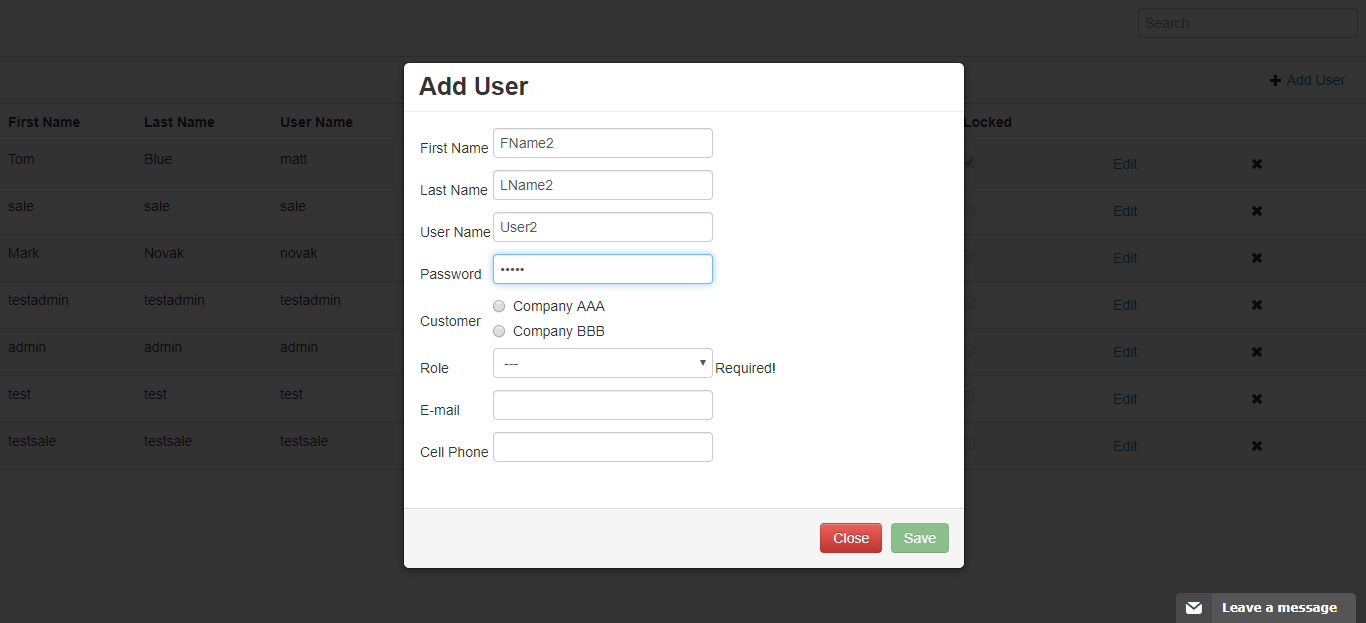 Search
Add User
First Name Last Name User Name Locked
Tom Blue matt Edit
sale sale sale Edit
Mark Novak novak Edit
testadmin testadmin testadmin Edit
admin admin admin Edit
test test test Edit
testsale testsale testsale Edit
Add User
First Name FName2
Last Name LName2
User Name User2
Password •••••
Customer
Company AAA
Company BBB
Role --- Required!
E-mail
Cell Phone
Close Save
Leave a message